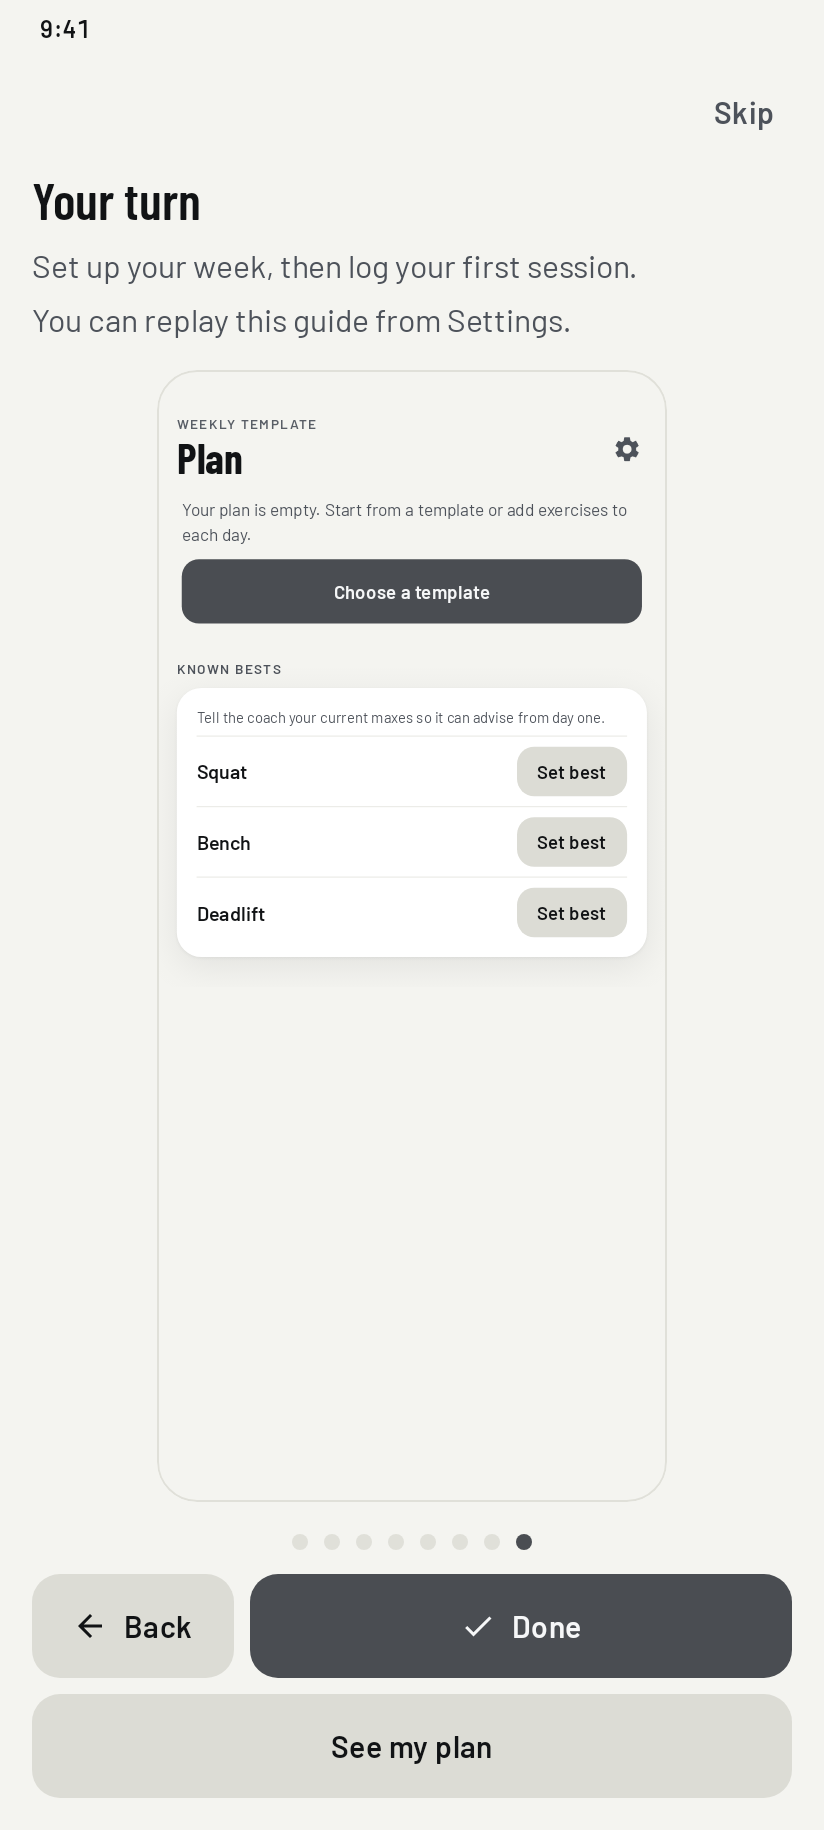 9:41
Skip
Your turn
Set up your week, then log your first session.
You can replay this guide from Settings.
WEEKLY TEMPLATE
Plan
Your plan is empty. Start from a template or add exercises to
each day.
Choose a template
KNOWN BESTS
Tell the coach your current maxes so it can advise from day one.
Squat
Set best
Bench
Set best
Deadlift
Set best
Back
Done
See my plan